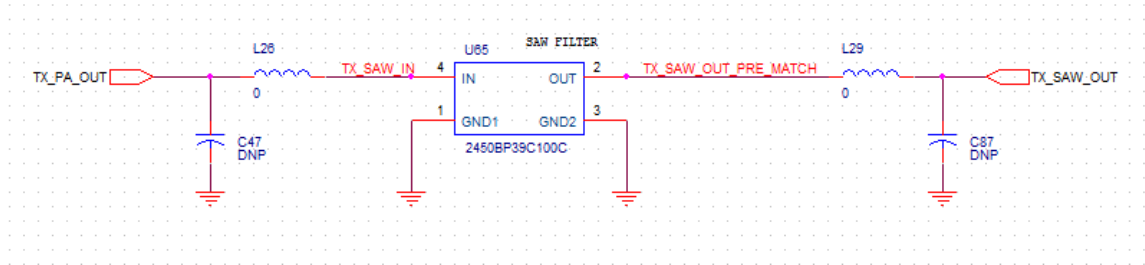 SAW FILTER
L26
U65
L29
TX_PA_OUT
TX_SAW_IN
4
IN
OUT
2
TX_SAW_OUT_PRE_MATCH
TX_SAW_OUT
0
0
1
GND1
GND2
3
C47
DNP
2450BP39C100C
C87
DNP